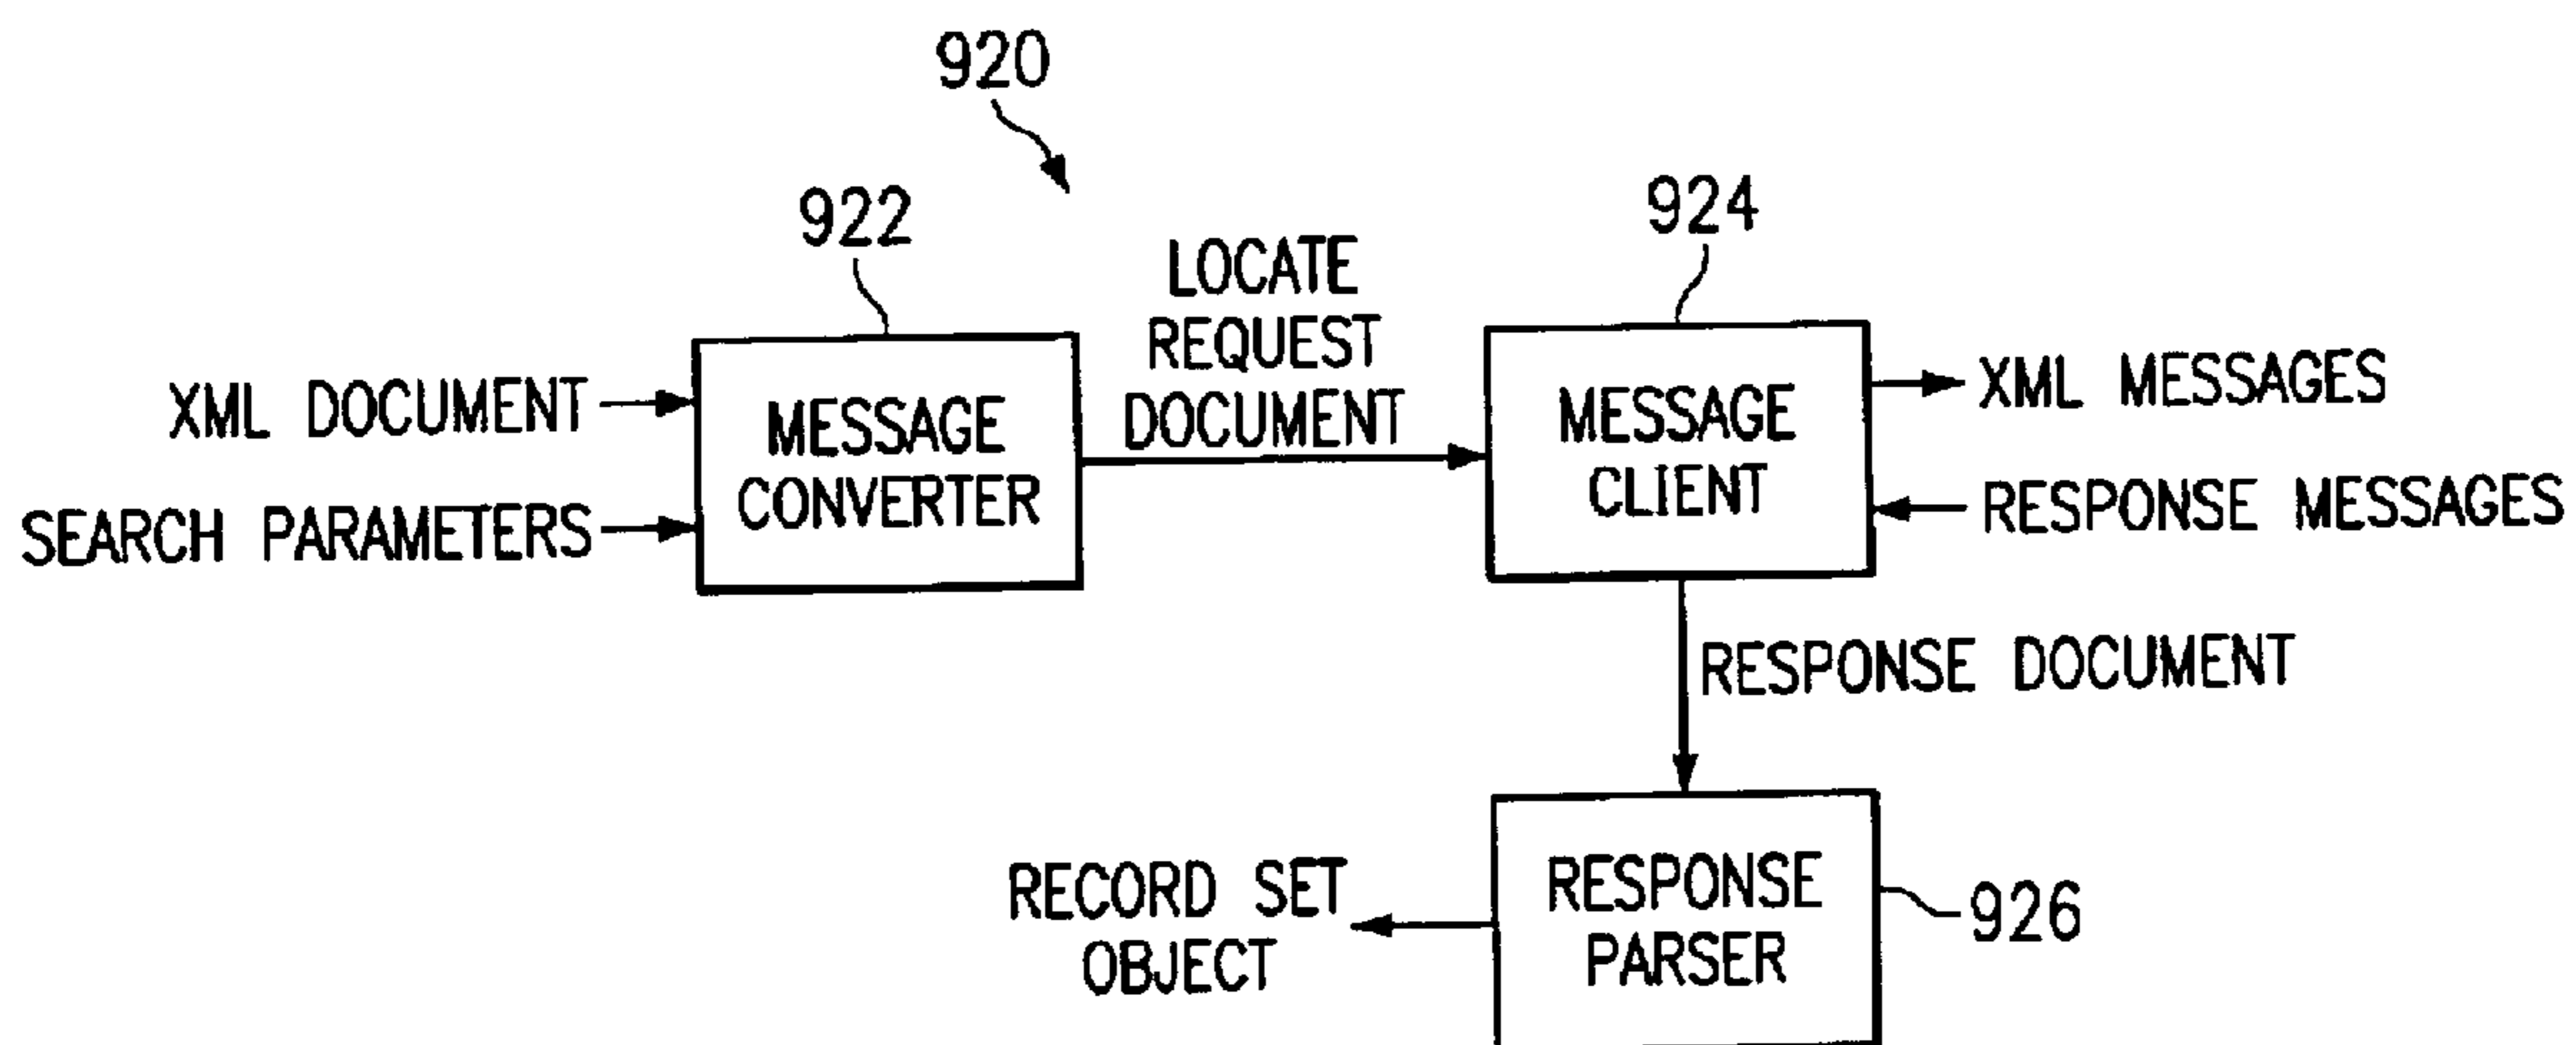 920
922
924
LOCATE
REQUEST
DOCUMENT
XML DOCUMENT
SEARCH PARAMETERS
MESSAGE
CONVERTER
MESSAGE
CLIENT
XML MESSAGES
RESPONSE MESSAGES
RESPONSE DOCUMENT
RECORD SET
OBJECT
RESPONSE
PARSER
926